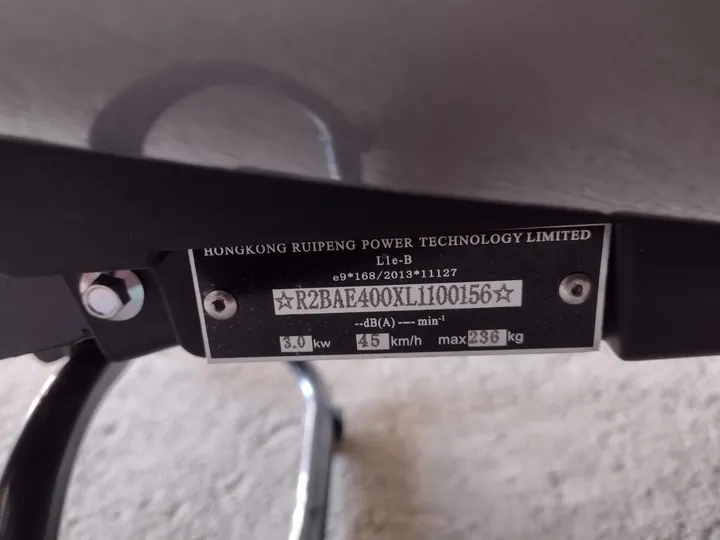 HONGKONG RUIPENG POWER TECHNOLOGY LIMITED
L1e-B
e9*168/2013*11127
☆R2BAE400XL1100156☆
--dB(A) ---- min⁻¹
3.0 kw 45 km/h max 236 kg